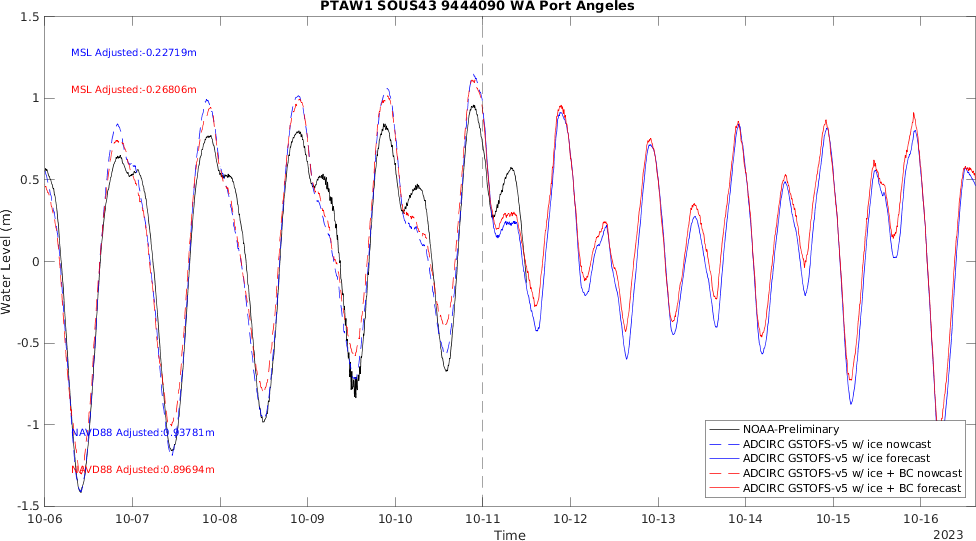 PTAW1 SOUS43 9444090 WA Port Angeles
1.5
MSL Adjusted:-0.22719m
1
MSL Adjusted:-0.26806m
0.5
Water Level (m)
0
-0.5
-1
NAVD88 Adjusted:0.93781m
NAVD88 Adjusted:0.89694m
-1.5
NOAA-Preliminary
ADCIRC GSTOFS-v5 w/ ice nowcast
ADCIRC GSTOFS-v5 w/ ice forecast
ADCIRC GSTOFS-v5 w/ ice + BC nowcast
ADCIRC GSTOFS-v5 w/ ice + BC forecast
10-06 10-07 10-08 10-09 10-10 10-11 10-12 10-13 10-14 10-15 10-16
Time
2023